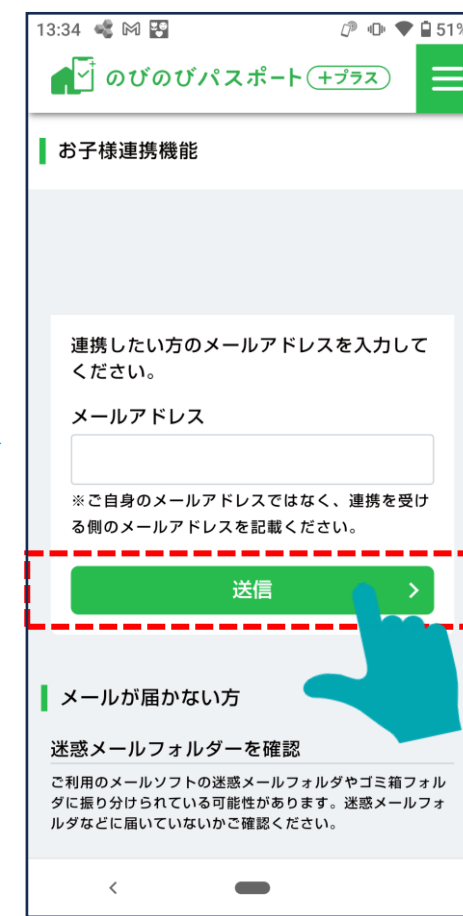 13:34 51%
のびのびパスポート +プラス
お子様連携機能
連携したい方のメールアドレスを入力して
ください。
メールアドレス
※ご自身のメールアドレスではなく、連携を受け
る側のメールアドレスを記載ください。
送信
メールが届かない方
迷惑メールフォルダーを確認
ご利用のメールソフトの迷惑メールフォルダやゴミ箱フォル
ダに振り分けられている可能性があります。迷惑メールフォ
ルダなどに届いていないかご確認ください。